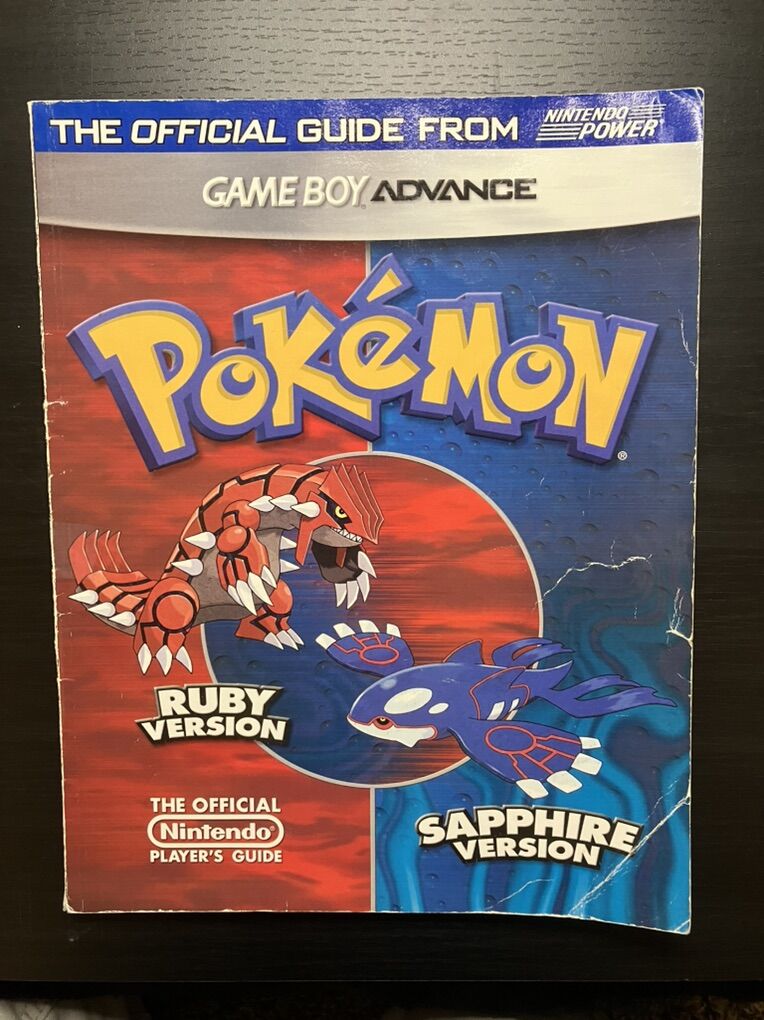 THE OFFICIAL GUIDE FROM NINTENDO POWER
GAME BOY ADVANCE
POKéMON®
RUBY
VERSION
THE OFFICIAL
Nintendo®
PLAYER'S GUIDE
SAPPHIRE
VERSION